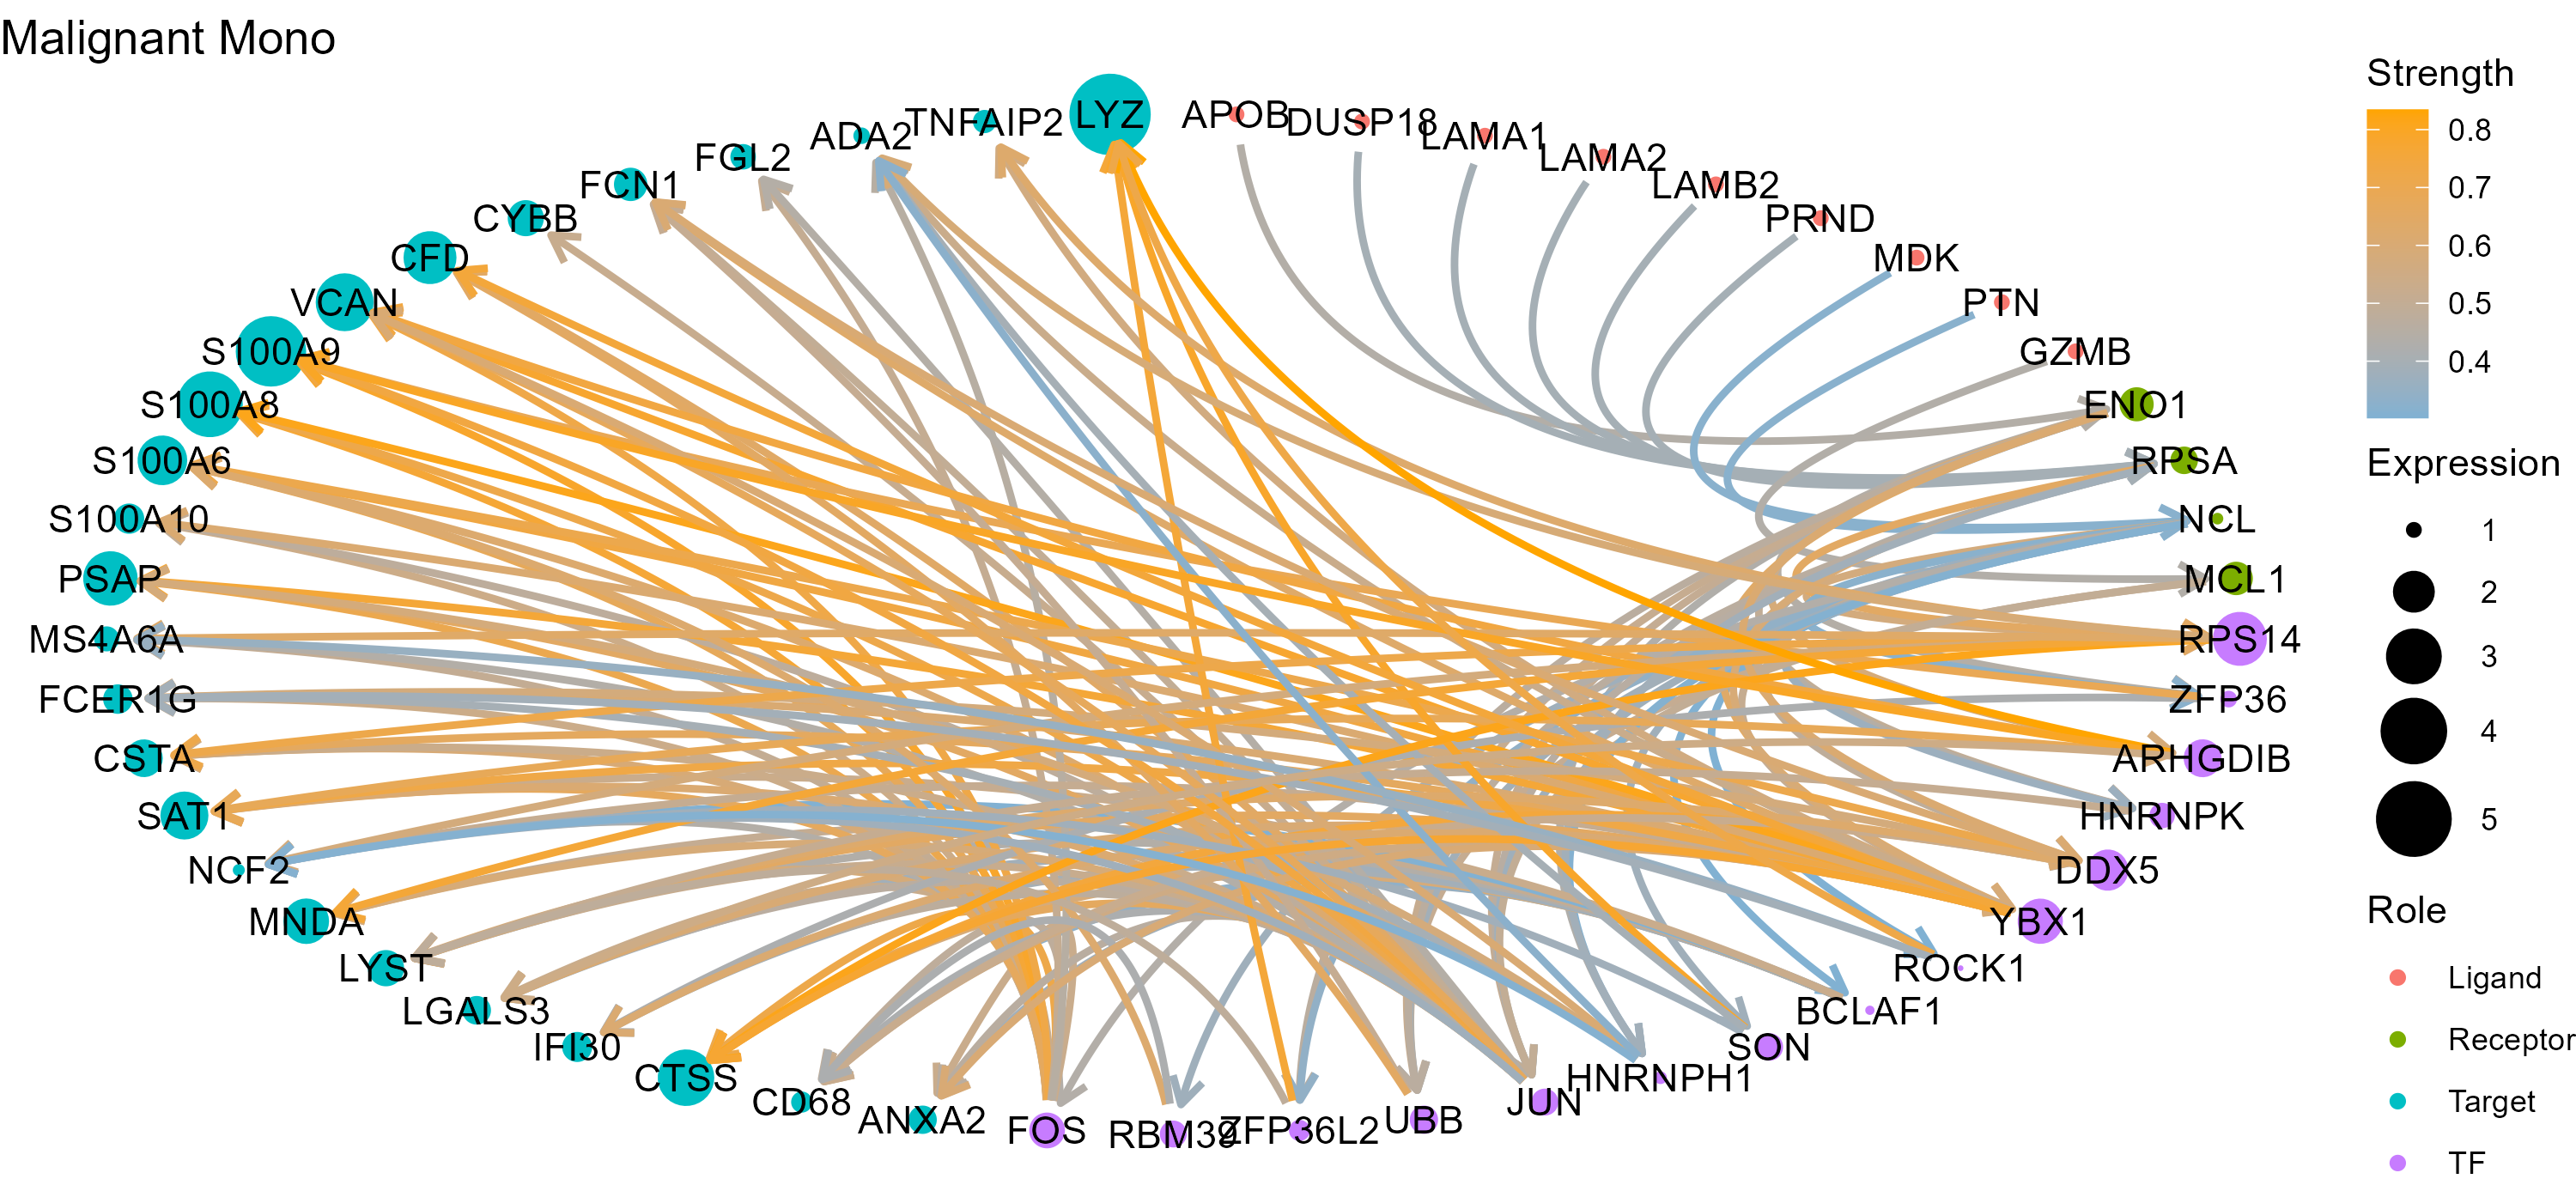 Malignant Mono
LYZ
APOB
DUSP18
LAMA1
LAMA2
LAMB2
PRND
MDK
PTN
GZMB
ENO1
RPSA
NCL
MCL1
RPS14
ZFP36
ARHGDIB
HNRNPK
DDX5
YBX1
ROCK1
BCLAF1
SON
HNRNPH1
JUN
UBB
ZFP36L2
RBM39
FOS
ANXA2
CD68
CTSS
IFI30
LGALS3
LYST
MNDA
NCF2
SAT1
CSTA
FCER1G
MS4A6A
PSAP
S100A10
S100A6
S100A8
S100A9
VCAN
CFD
CYBB
FCN1
FGL2
ADA2
TNFAIP2
Strength
0.8
0.7
0.6
0.5
0.4
Expression
1
2
3
4
5
Role
Ligand
Receptor
Target
TF